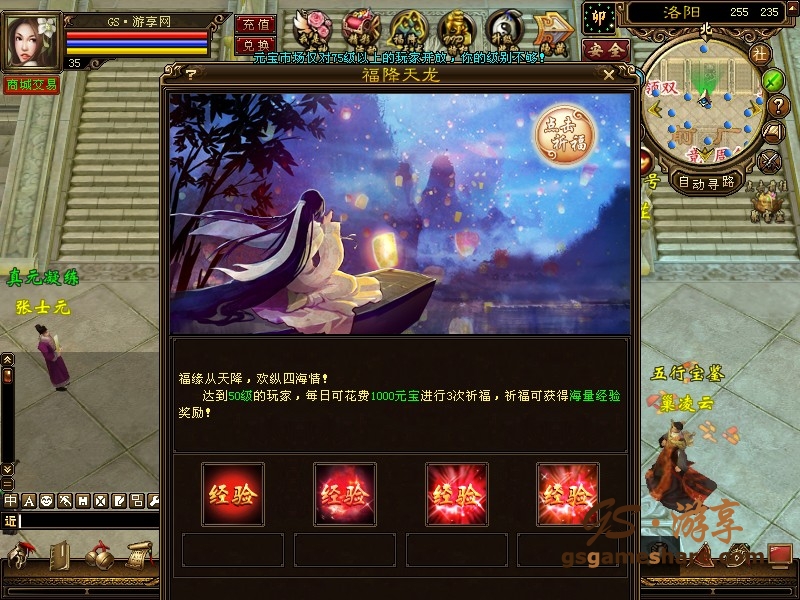 GS·游享网
35
商城交易
充值
兑换
元宝市场仅对75级以上的玩家开放,你的级别不够!
卯
安全
洛阳
255 235
北
社
自动寻路
?
福降天龙
点击
祈福
真元凝练
张士元
福缘从天降,欢纵四海情!
达到50级的玩家,每日可花费1000元宝进行3次祈福,祈福可获得海量经验
奖励!
五行宝鉴
巢凌云
经验
经验
经验
经验
中
近
GS·游享